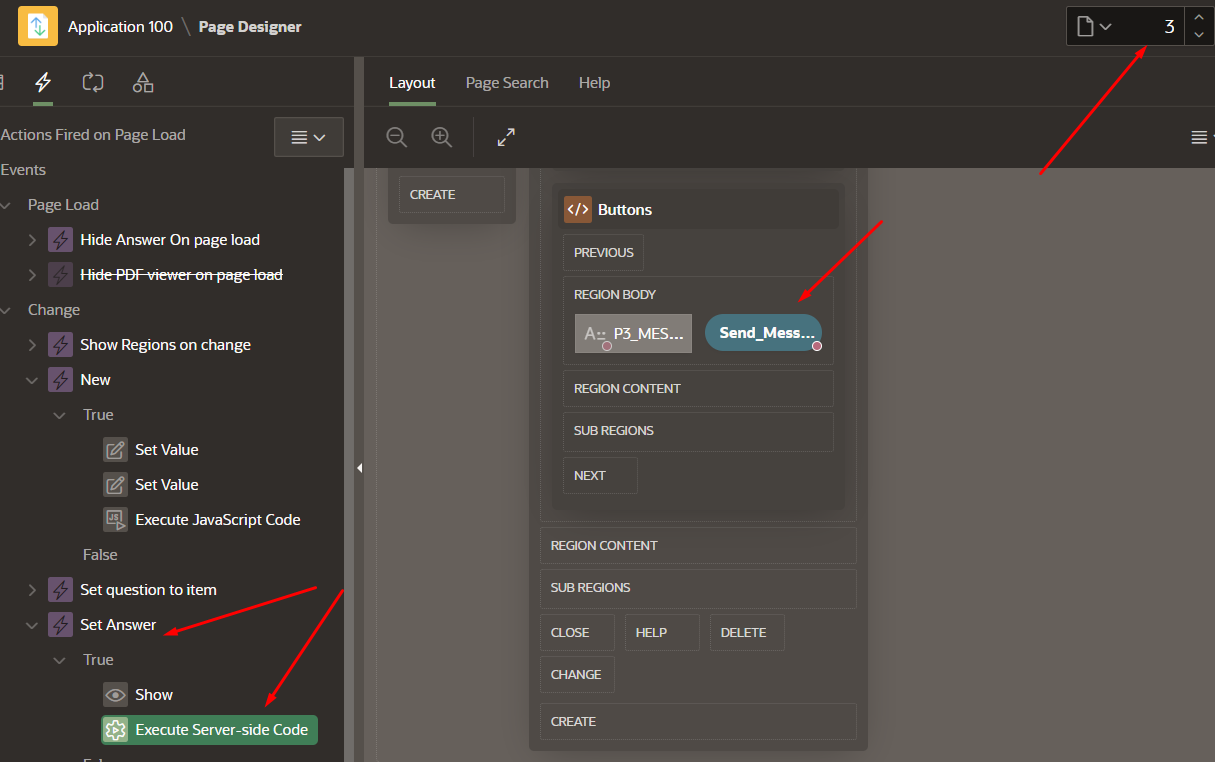 Application 100 \ Page Designer
3
Layout Page Search Help
Actions Fired on Page Load
Events
Page Load
Hide Answer On page load
Hide PDF viewer on page load
Change
Show Regions on change
New
True
Set Value
Set Value
JS
Execute JavaScript Code
False
Set question to item
Set Answer
True
Show
Execute Server-side Code
CREATE
</> Buttons
PREVIOUS
REGION BODY
A:: P3_MES... Send_Mess...
REGION CONTENT
SUB REGIONS
NEXT
REGION CONTENT
SUB REGIONS
CLOSE HELP DELETE
CHANGE
CREATE